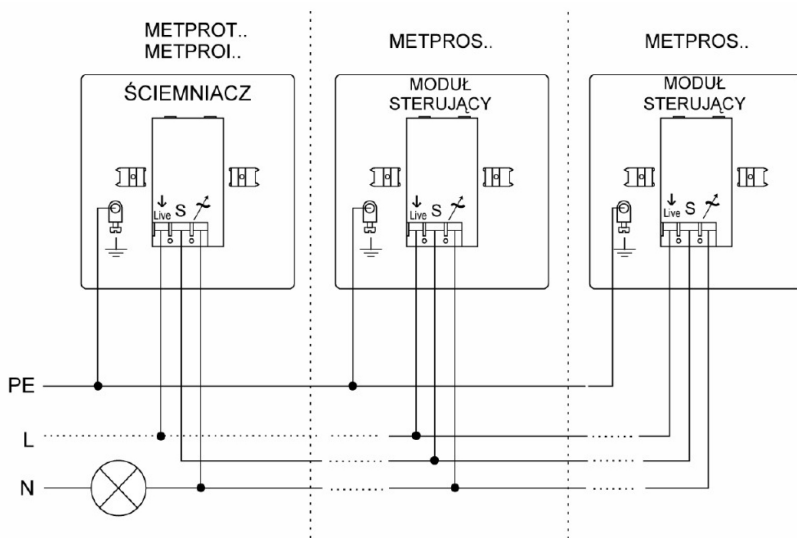 METPROT..
METPROI..
METPROS..
METPROS..
ŚCIEMNIACZ
MODUŁ
STERUJĄCY
MODUŁ
STERUJĄCY
Live S
Live S
Live S
PE
L
N